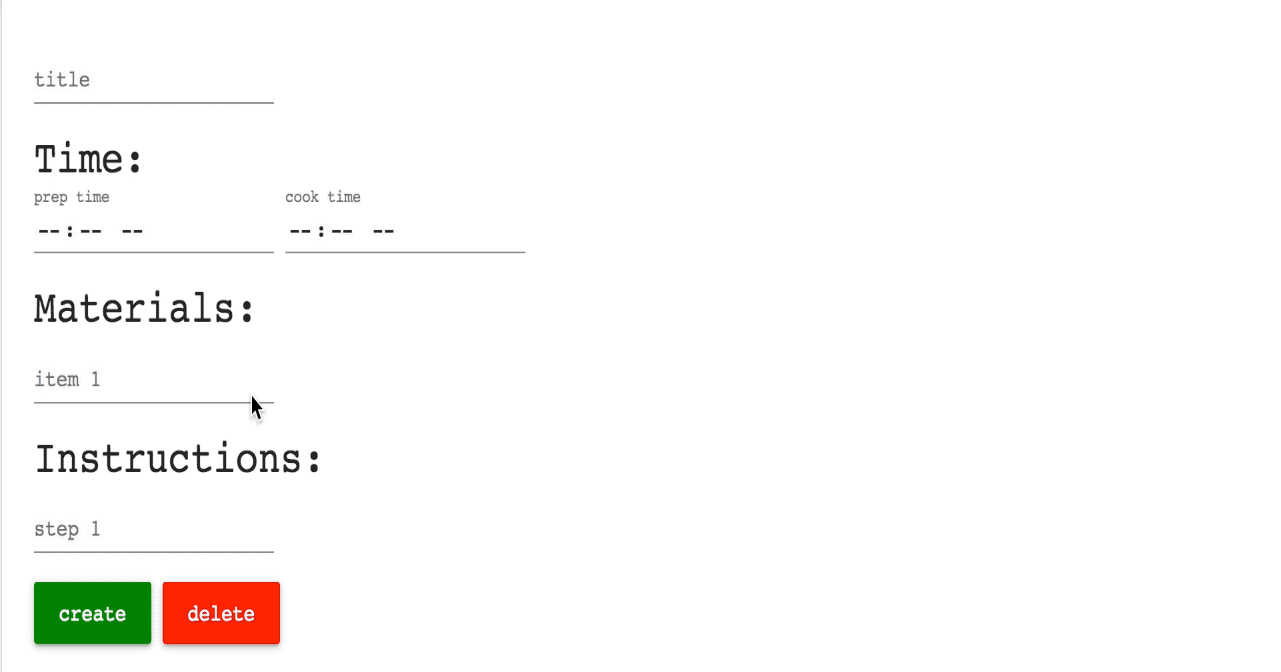 title
Time:
prep time cook time
--:-- -- --:-- --
Materials:
item 1
Instructions:
step 1
create delete